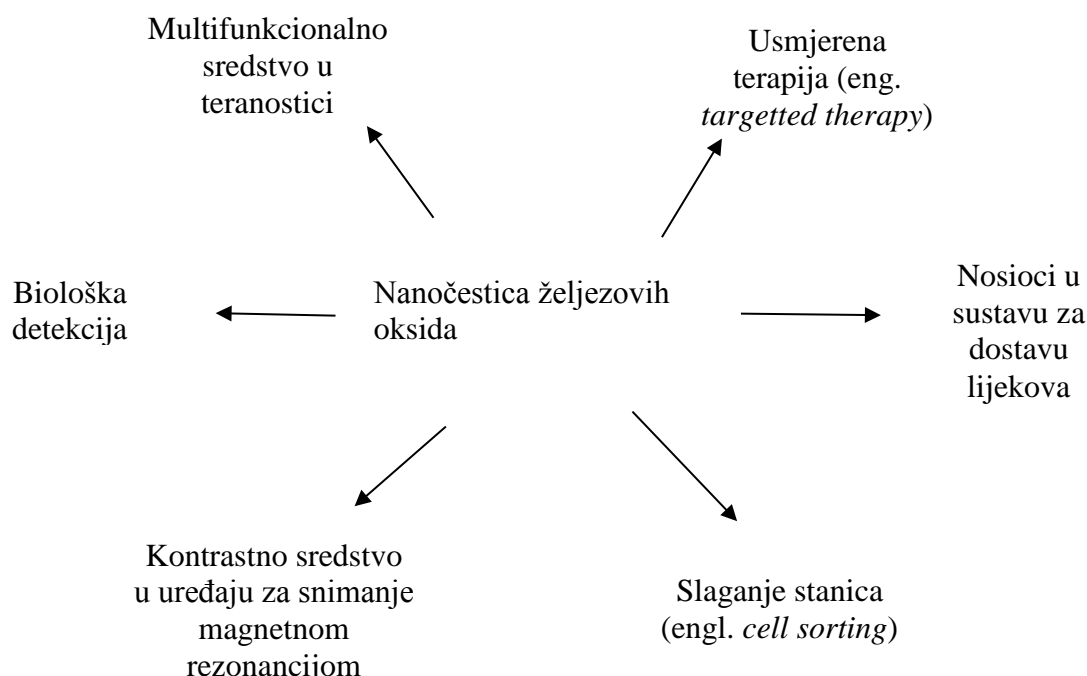 Multifunkcionalno
sredstvo u
teranostici
Usmjerena
terapija (eng.
targetted therapy)
Biološka
detekcija
Nanočestica željezovih
oksida
Nosioci u
sustavu za
dostavu
lijekova
Kontrastno sredstvo
u uređaju za snimanje
magnetnom
rezonancijom
Slaganje stanica
(engl. cell sorting)